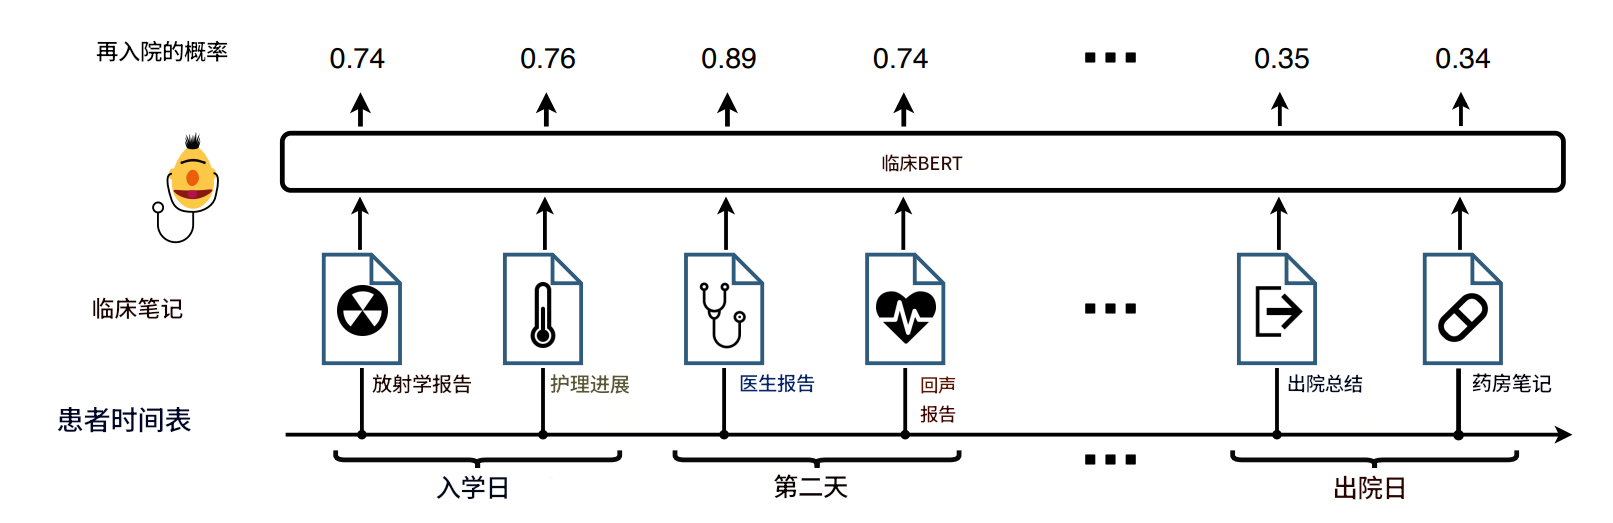 再入院的概率
0.74 0.76 0.89 0.74 0.35 0.34
临床BERT
临床笔记
放射学报告
护理进展
医生报告
回声
报告
出院总结
药房笔记
患者时间表
入学日
第二天
出院日